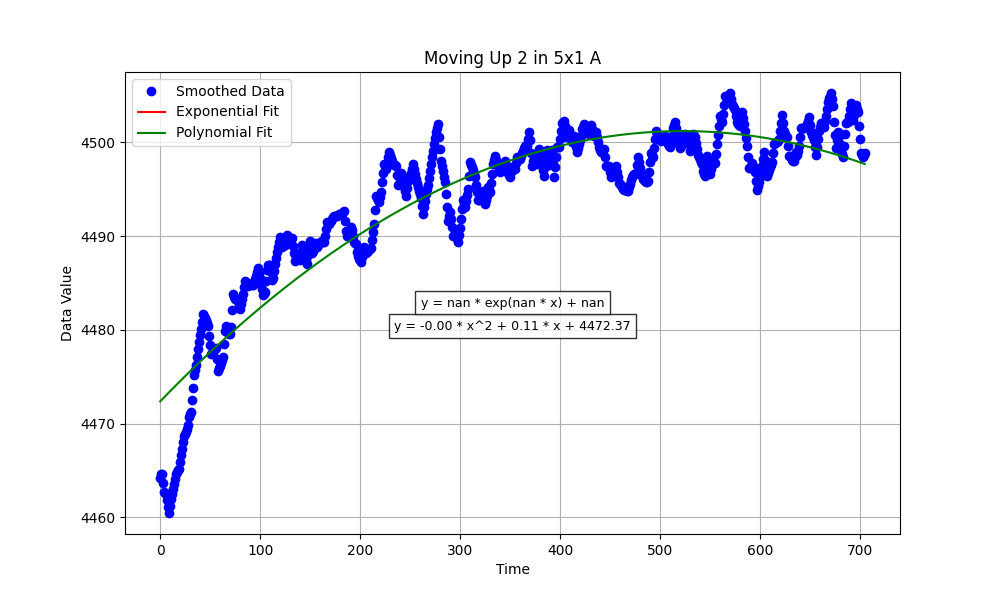 Moving Up 2 in 5x1 A
Smoothed Data
Exponential Fit
Polynomial Fit
4500
4490
4480
4470
4460
Data Value
y = nan * exp(nan * x) + nan
y = -0.00 * x^2 + 0.11 * x + 4472.37
0 100 200 300 400 500 600 700
Time